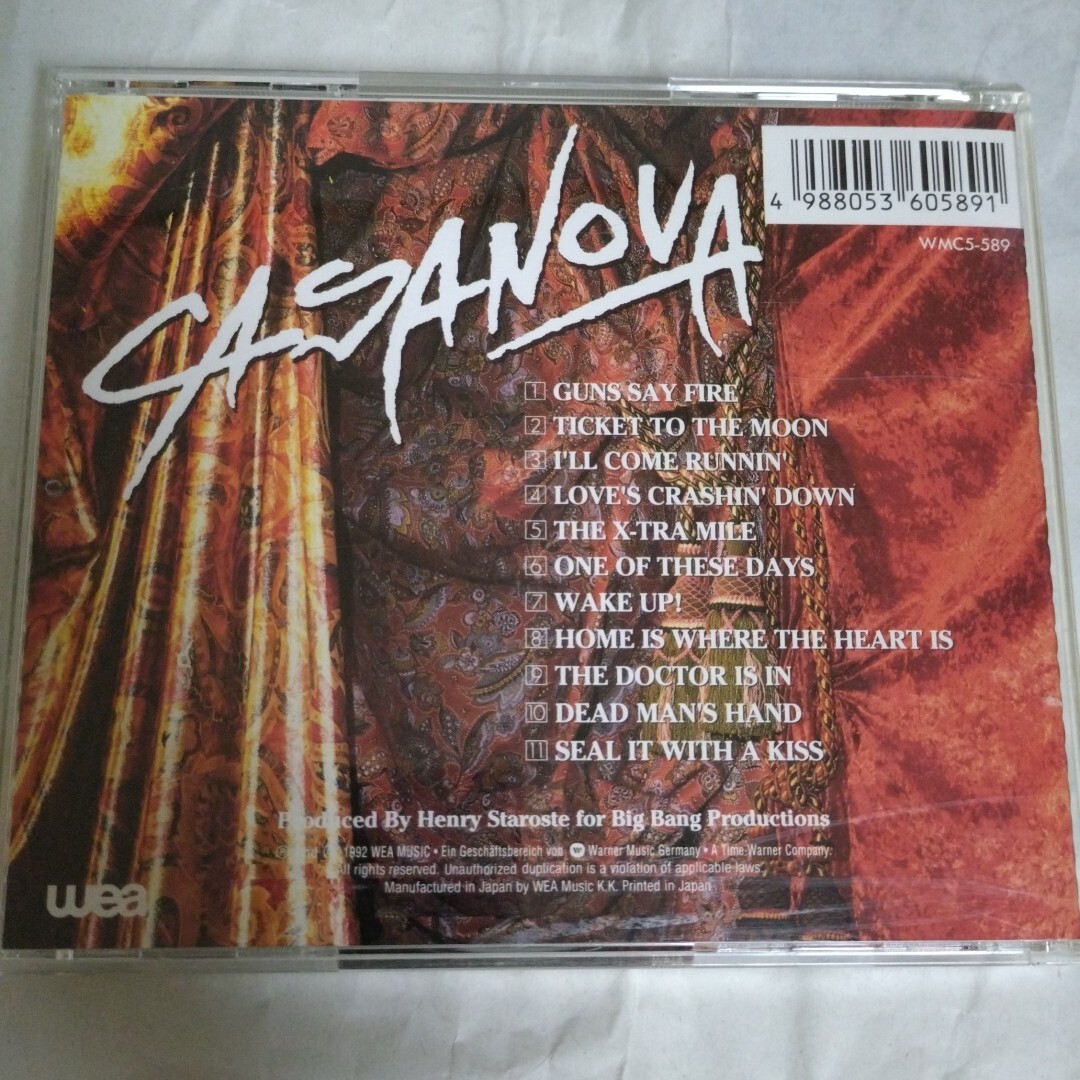 CASANOVA
4 988053 605891
WMC5-589
1 GUNS SAY FIRE
2 TICKET TO THE MOON
3 I'LL COME RUNNIN'
4 LOVE'S CRASHIN' DOWN
5 THE X-TRA MILE
6 ONE OF THESE DAYS
7 WAKE UP!
8 HOME IS WHERE THE HEART IS
9 THE DOCTOR IS IN
10 DEAD MAN'S HAND
11 SEAL IT WITH A KISS
Produced By Henry Staroste for Big Bang Productions
1992 WEA MUSIC • Ein Geschäftsbereich von Warner Music Germany • A Time-Warner Company.
All rights reserved. Unauthorized duplication is a violation of applicable laws.
Manufactured in Japan by WEA Music K.K. Printed in Japan
wea